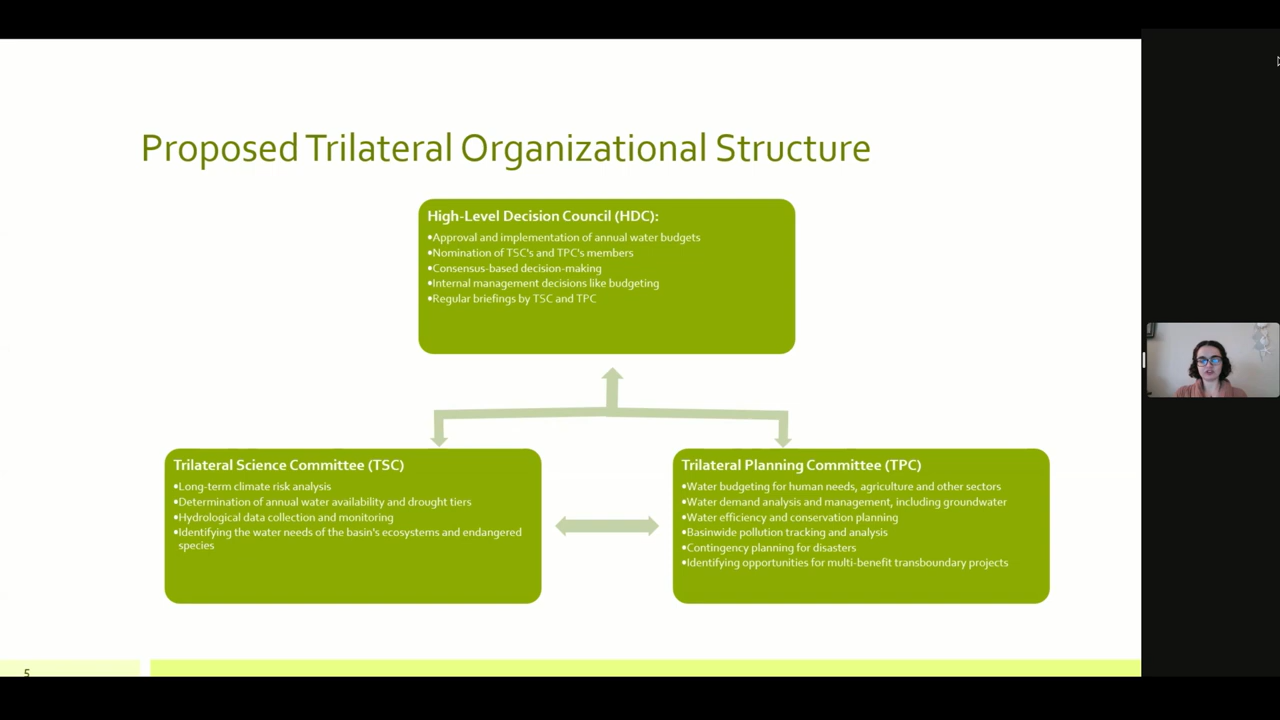 Proposed Trilateral Organizational Structure
High-Level Decision Council (HDC):
•Approval and implementation of annual water budgets
•Nomination of TSC's and TPC's members
•Consensus-based decision-making
•Internal management decisions like budgeting
•Regular briefings by TSC and TPC
Trilateral Science Committee (TSC)
•Long-term climate risk analysis
•Determination of annual water availability and drought tiers
•Hydrological data collection and monitoring
•Identifying the water needs of the basin's ecosystems and endangered
species
Trilateral Planning Committee (TPC)
•Water budgeting for human needs, agriculture and other sectors
•Water demand analysis and management, including groundwater
•Water efficiency and conservation planning
•Basinwide pollution tracking and analysis
•Contingency planning for disasters
•Identifying opportunities for multi-benefit transboundary projects
5